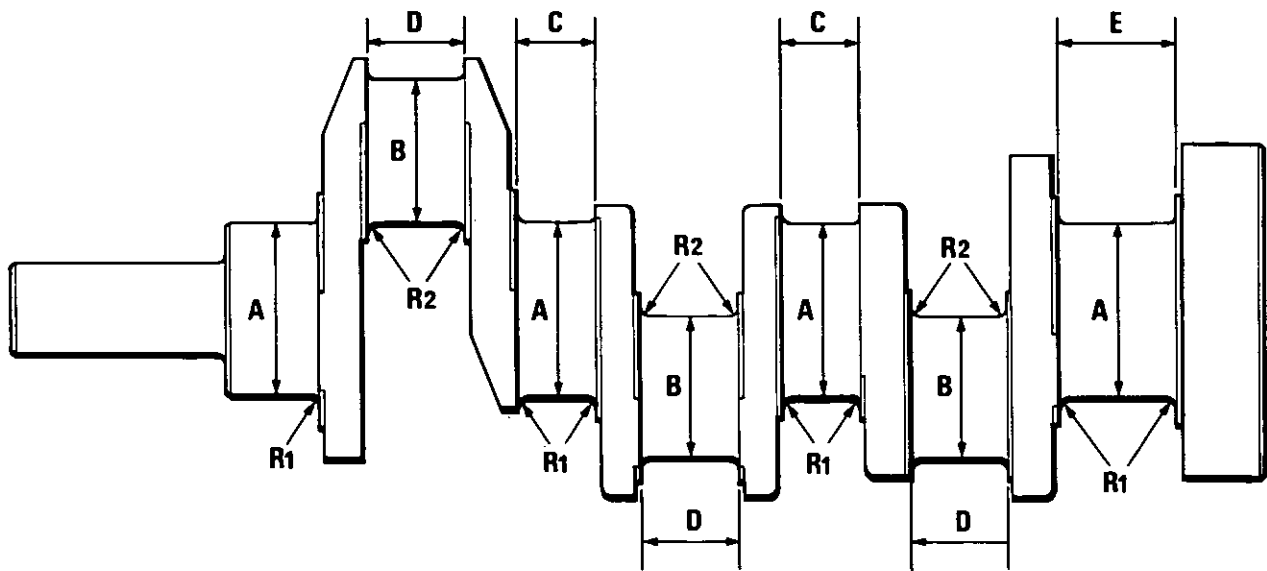 D C C E
B
R2 R2
R2
A A A A
B B
R1 R1 R1 R1
D D